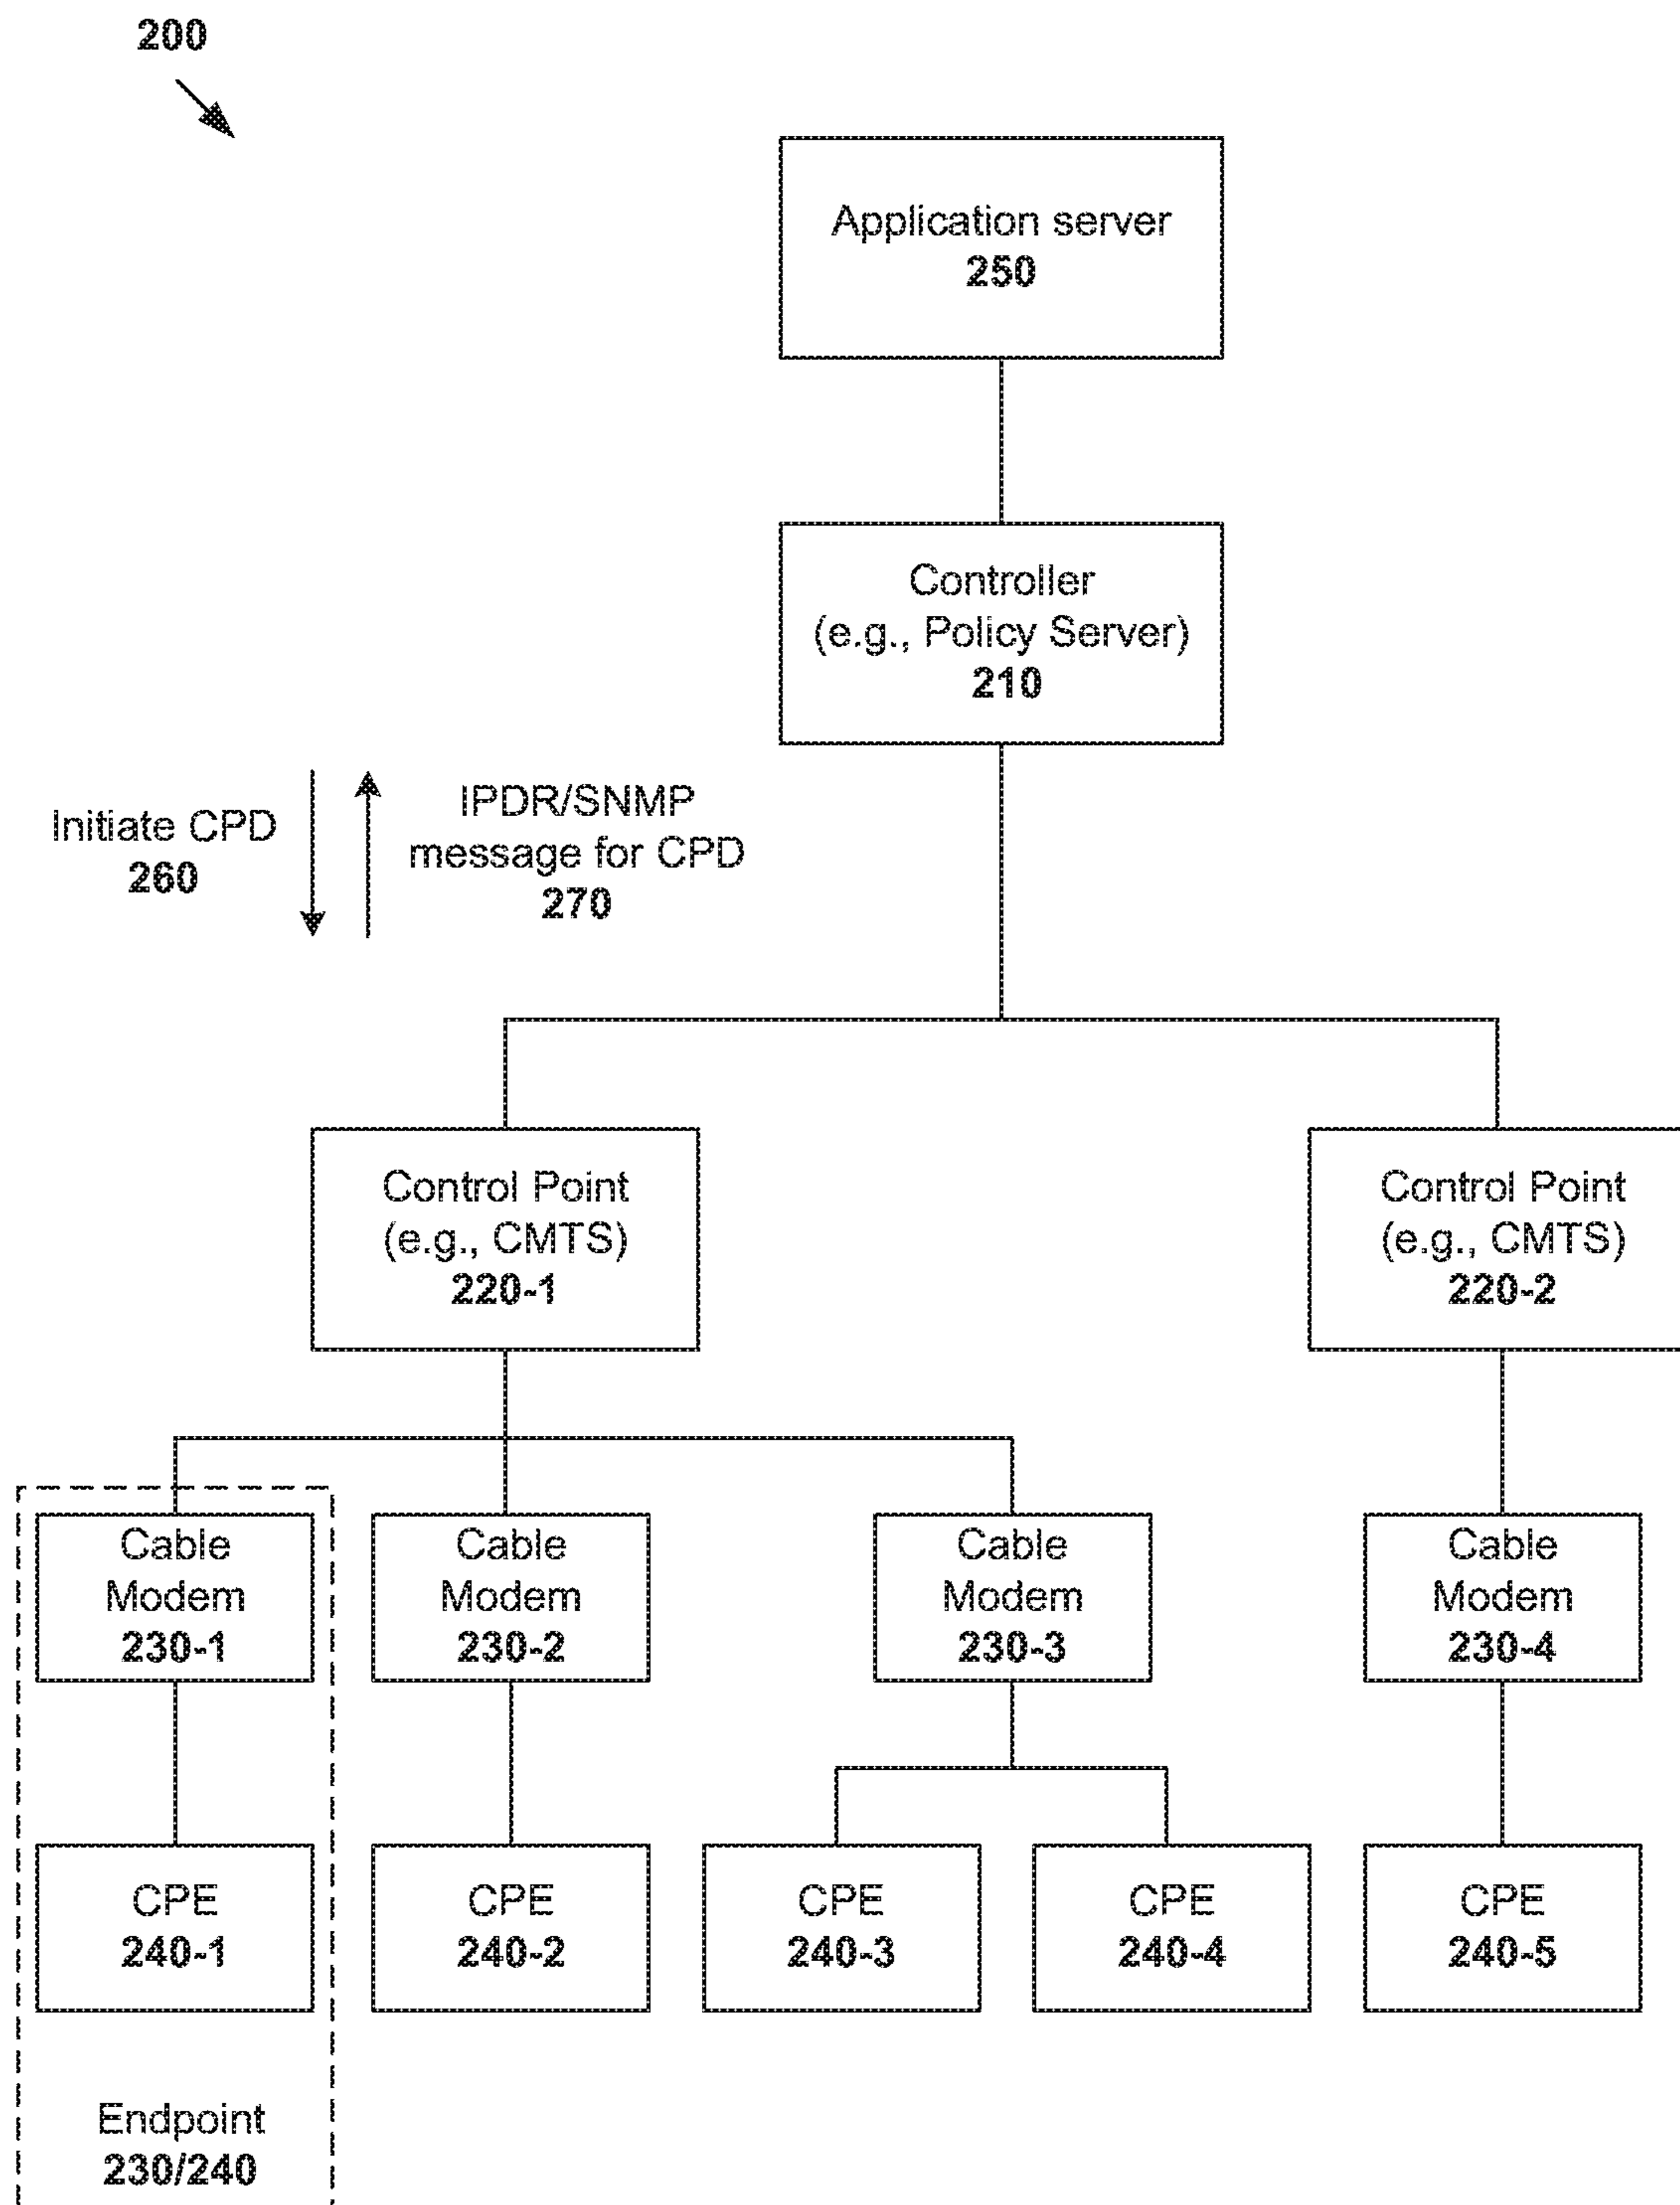 200
Application server
250
Controller
(e.g., Policy Server)
210
Initiate CPD
260
IPDR/SNMP
message for CPD
270
Control Point
(e.g., CMTS)
220-1
Control Point
(e.g., CMTS)
220-2
Cable
Modem
230-1
Cable
Modem
230-2
Cable
Modem
230-3
Cable
Modem
230-4
CPE
240-1
CPE
240-2
CPE
240-3
CPE
240-4
CPE
240-5
Endpoint
230/240